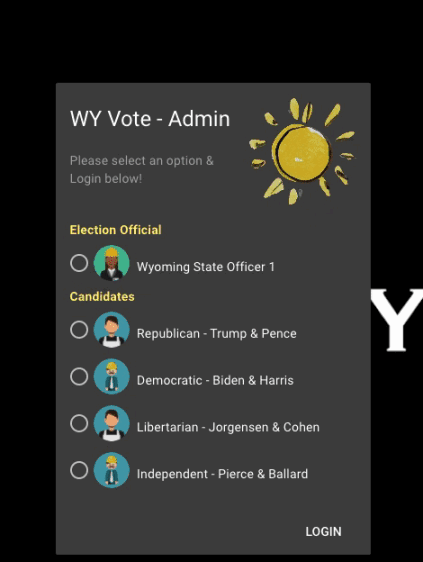 WY Vote - Admin
Please select an option &
Login below!
Election Official
Wyoming State Officer 1
Candidates
Republican - Trump & Pence
Democratic - Biden & Harris
Y
Libertarian - Jorgensen & Cohen
Independent - Pierce & Ballard
LOGIN